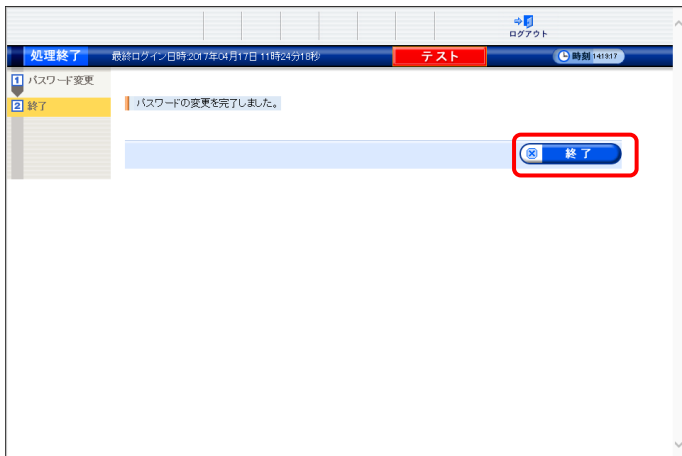 ログアウト
処理終了 最終ログイン日時:2017年04月17日 11時24分18秒 テスト 時刻 14:13:17
1 パスワード変更
2 終了
パスワードの変更を完了しました。
終了